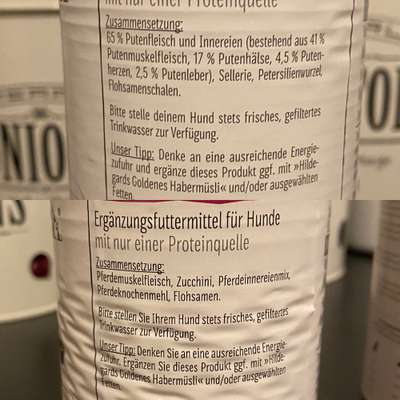 mit nur einer Proteinquelle
Zusammensetzung:
65 % Putenfleisch und Innereien (bestehend aus 41 %
Putenmuskelfleisch, 17 % Putenhälse, 4,5 % Puten-
herzen, 2,5 % Putenleber), Sellerie, Petersilienwurzel,
Flohsamenschalen.
Bitte stelle deinem Hund stets frisches, gefiltertes
Trinkwasser zur Verfügung.
Unser Tipp: Denke an eine ausreichende Energie-
zufuhr und ergänze dieses Produkt ggf. mit »Hilde-
gards Goldenes Habermüsli« und/oder ausgewählten
Fetten.
NIO
Ergänzungsfuttermittel für Hunde
mit nur einer Proteinquelle
Zusammensetzung:
Pferdemuskelfleisch, Zucchini, Pferdeinnereienmix,
Pferdeknochenmehl, Flohsamen.
Bitte stellen Sie Ihrem Hund stets frisches, gefiltertes
Trinkwasser zur Verfügung.
Unser Tipp: Denken Sie an eine ausreichende Energie-
zufuhr. Ergänzen Sie dieses Produkt ggf. mit »Hilde-
gards Goldenes Habermüsli« und/oder ausgewählten
Fetten.